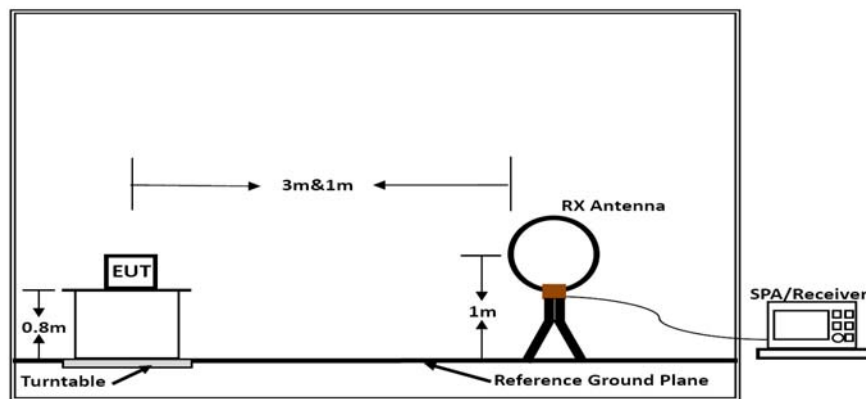 3m&1m
RX Antenna
EUT
SPA/Receiver
0.8m
1m
Turntable
Reference Ground Plane